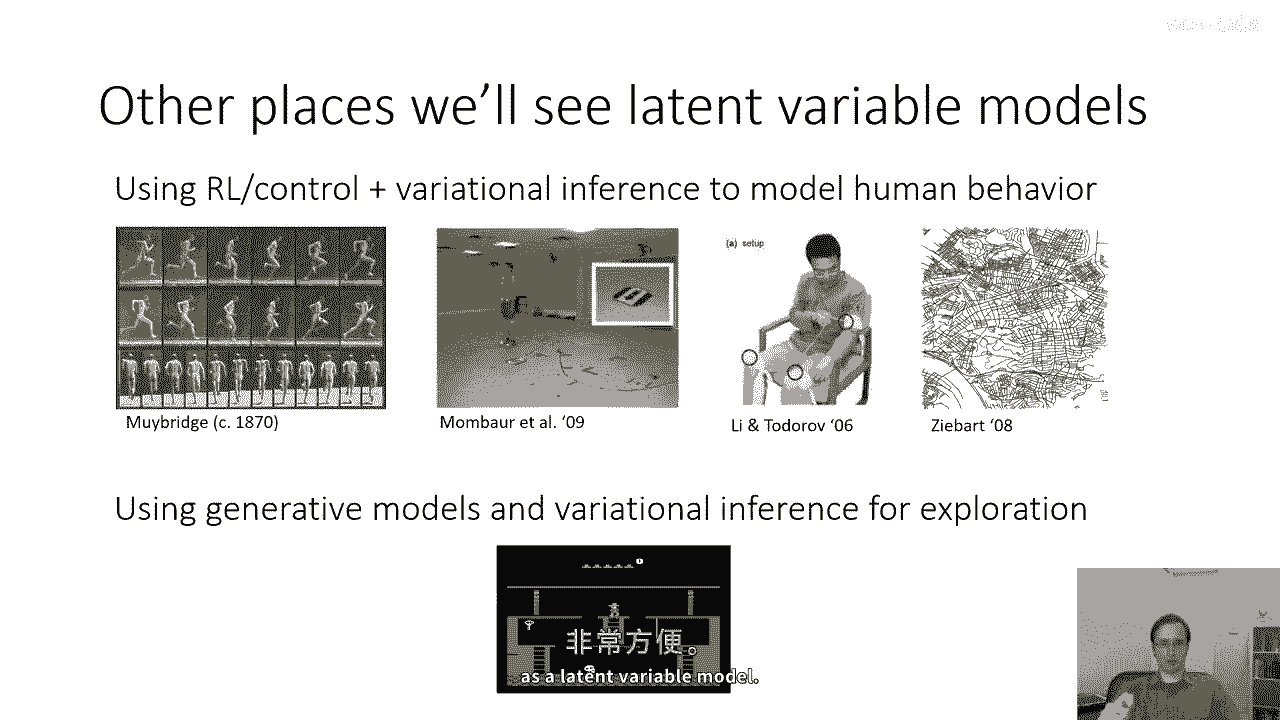 Other places we'll see latent variable models
Using RL/control + variational inference to model human behavior
(a) setup
Muybridge (c. 1870)
Mombaur et al. '09
Li & Todorov '06
Ziebart '08
Using generative models and variational inference for exploration
非常方便。
as a latent variable model.